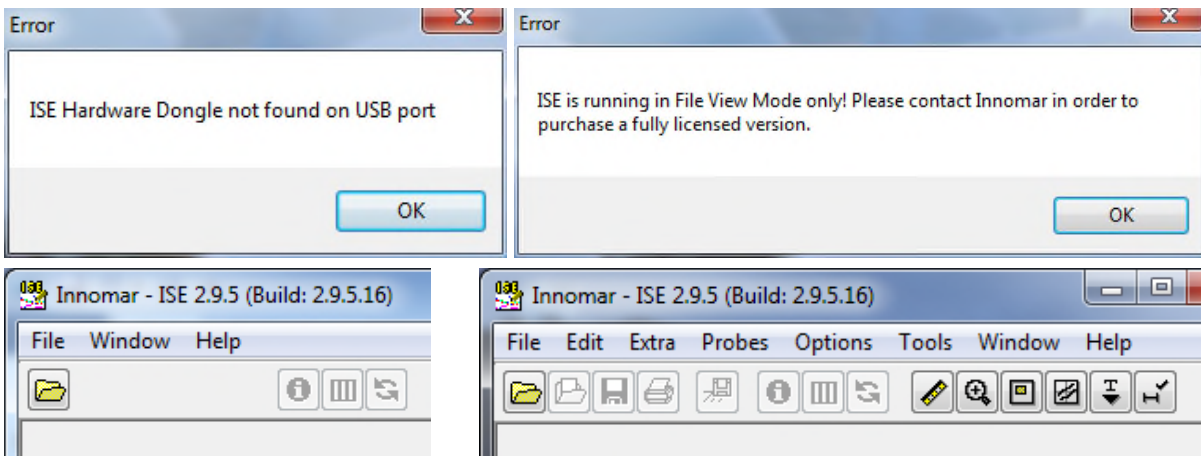 Error
ISE Hardware Dongle not found on USB port
OK
Error
ISE is running in File View Mode only! Please contact Innomar in order to
purchase a fully licensed version.
OK
Innomar - ISE 2.9.5 (Build: 2.9.5.16)
File Window Help
Innomar - ISE 2.9.5 (Build: 2.9.5.16)
File Edit Extra Probes Options Tools Window Help